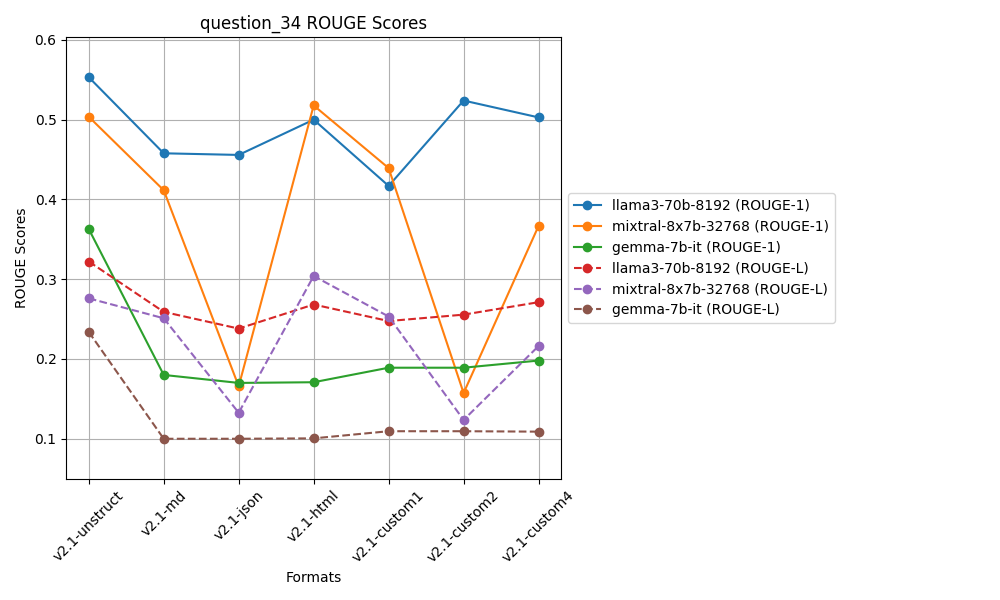 question_34 ROUGE Scores
ROUGE Scores
0.6
0.5
0.4
0.3
0.2
0.1
v2.1-unstruct
v2.1-md
v2.1-json
v2.1-html
v2.1-custom1
v2.1-custom2
v2.1-custom4
Formats
llama3-70b-8192 (ROUGE-1)
mixtral-8x7b-32768 (ROUGE-1)
gemma-7b-it (ROUGE-1)
llama3-70b-8192 (ROUGE-L)
mixtral-8x7b-32768 (ROUGE-L)
gemma-7b-it (ROUGE-L)